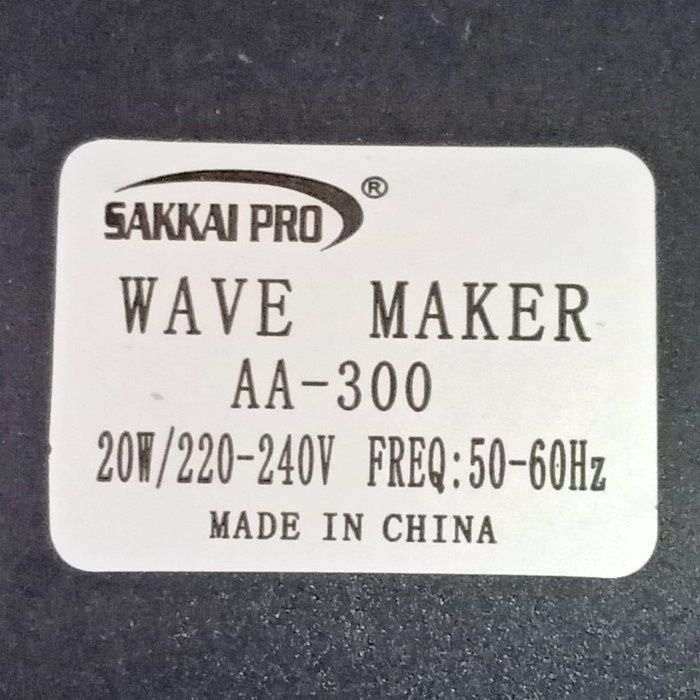 SAKKAI PRO®
WAVE MAKER
AA-300
20W/220-240V FREQ:50-60Hz
MADE IN CHINA